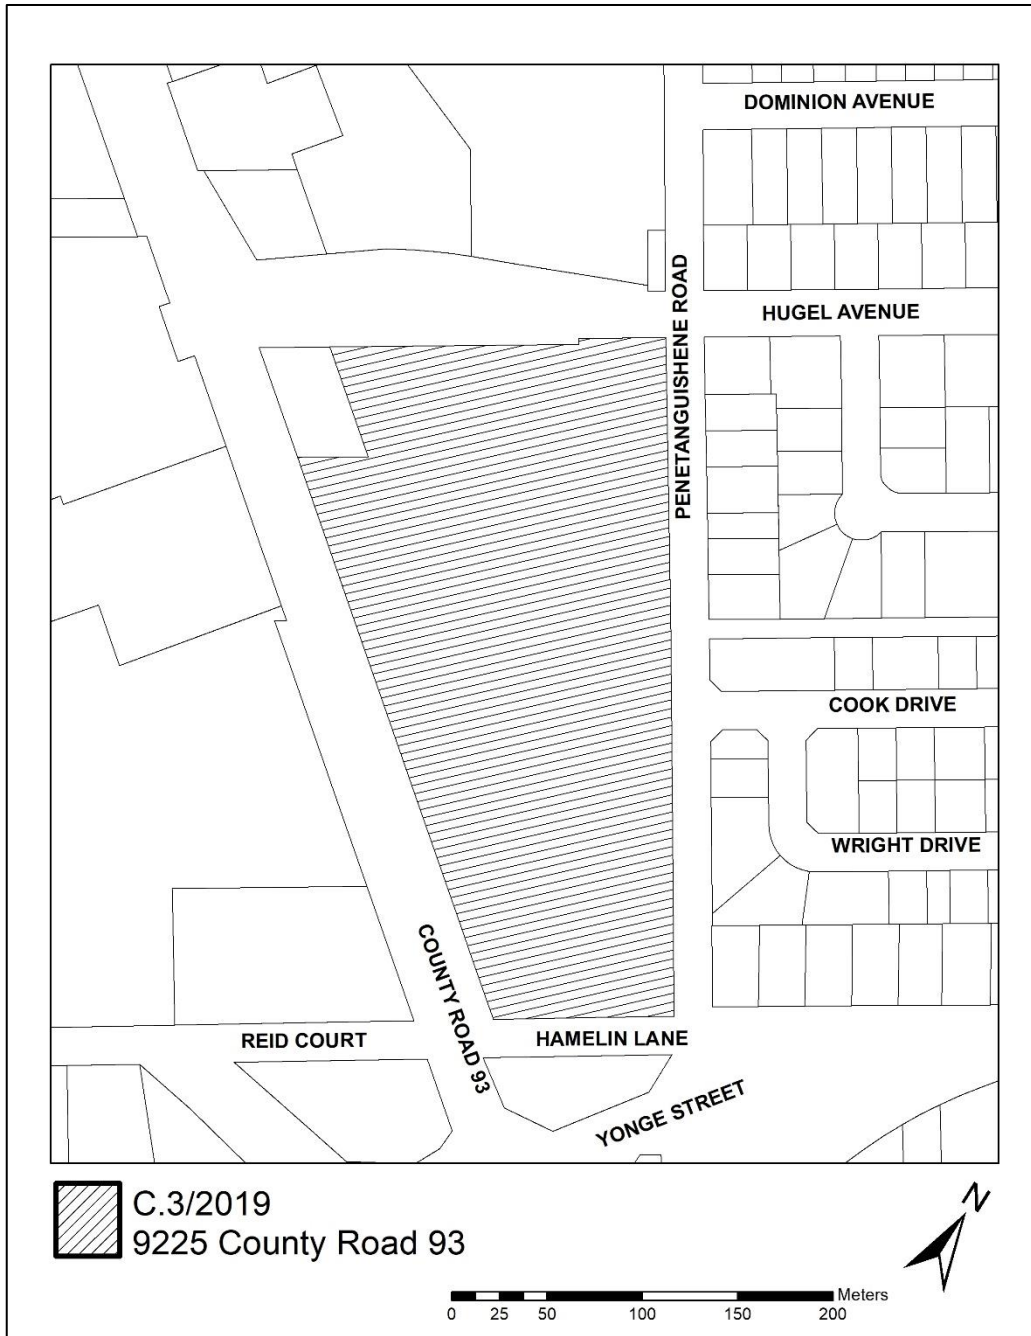 DOMINION AVENUE
PENETANGUISHENE ROAD
HUGEL AVENUE
COOK DRIVE
WRIGHT DRIVE
COUNTY ROAD 93
REID COURT
HAMELIN LANE
YONGE STREET
C.3/2019
9225 County Road 93
N
Meters
0 25 50 100 150 200